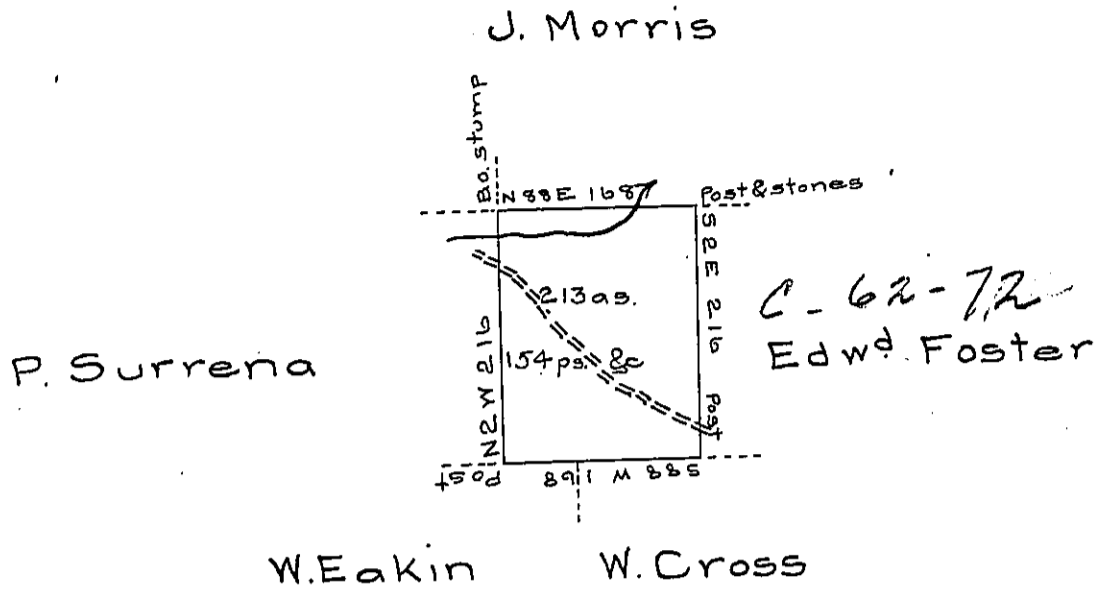 J. Morris
Bo. stump
N 88 E 168
Post & stones
S 2 E 216
213 as.
154 ps. &c
N 2 W 216
C-62-72
Edwd. Foster
P. Surrena
Post
Post
S 88 W 168
W. Eakin W. Cross